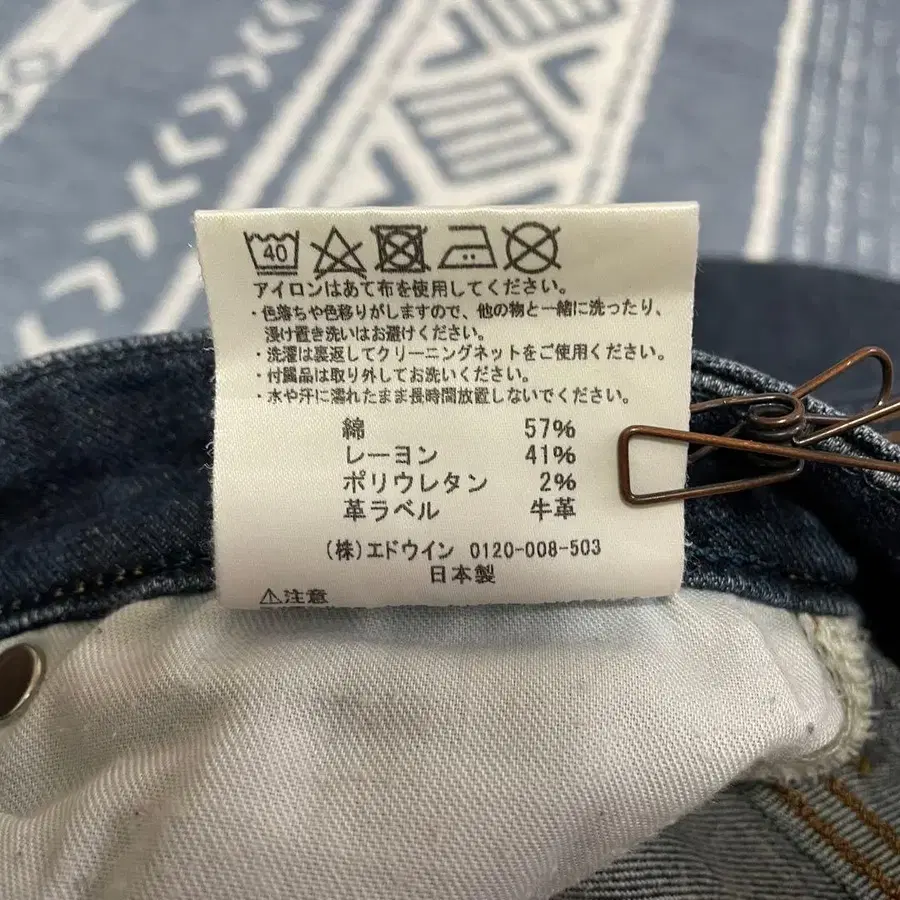 40
アイロンはあて布を使用してください。
・色落ちや色移りがしますので、他の物と一緒に洗ったり、
浸け置き洗いはお避けください。
・洗濯は裏返してクリーニングネットをご使用ください。
・付属品は取り外してお洗いください。
・水や汗に濡れたまま長時間放置しないでください。
綿 57%
レーヨン 41%
ポリウレタン 2%
革ラベル 牛革
(株)エドウイン 0120-008-503
日本製
⚠注意